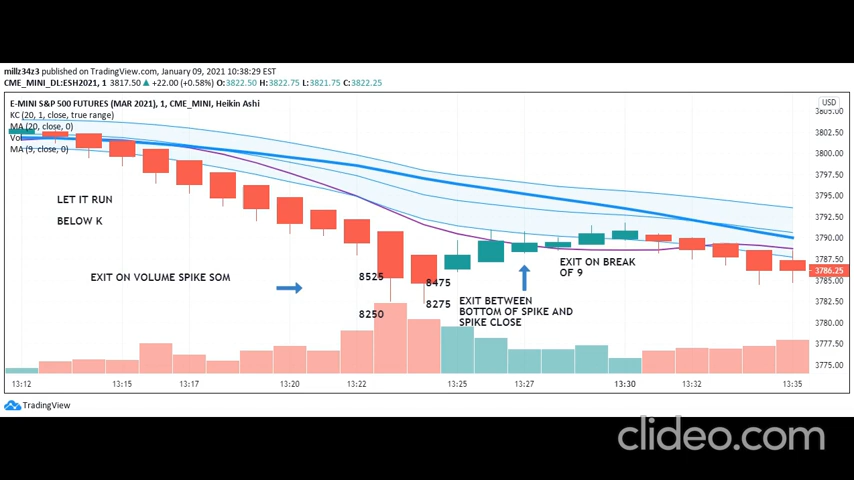 millz34z3 published on TradingView.com, January 09, 2021 10:38:29 EST
CME_MINI_DL:ESH2021, 1 3817.50 ▲ +22.00 (+0.58%) O:3822.50 H:3822.75 L:3821.75 C:3822.25
E-MINI S&P 500 FUTURES (MAR 2021), 1, CME_MINI, Heikin Ashi
KC (20, 1, close, true range)
MA (20, close, 0)
Vol
MA (9, close, 0)
USD
3805.00
3802.50
3800.00
3797.50
3795.00
3792.50
3790.00
3787.50
3786.25
3785.00
3782.50
3780.00
3777.50
3775.00
LET IT RUN
BELOW K
EXIT ON VOLUME SPIKE SOM
8525
8250
8475
8275
EXIT BETWEEN
BOTTOM OF SPIKE AND
SPIKE CLOSE
EXIT ON BREAK
OF 9
13:12 13:15 13:17 13:20 13:22 13:25 13:27 13:30 13:32 13:35
TradingView
clideo.com